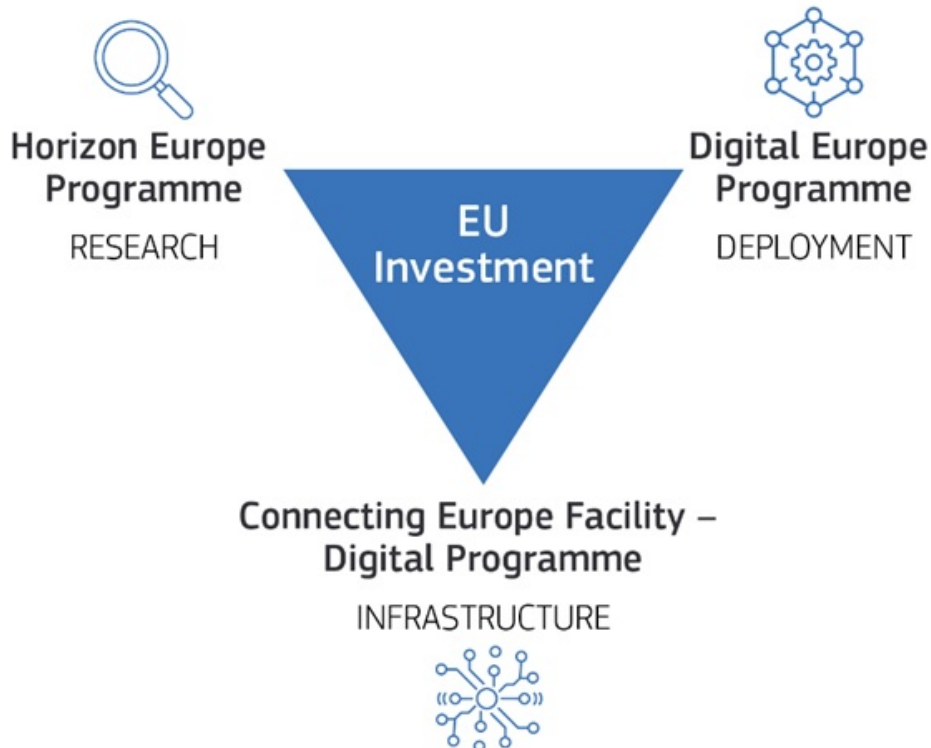 Horizon Europe
Programme
RESEARCH
Digital Europe
Programme
DEPLOYMENT
EU
Investment
Connecting Europe Facility –
Digital Programme
INFRASTRUCTURE